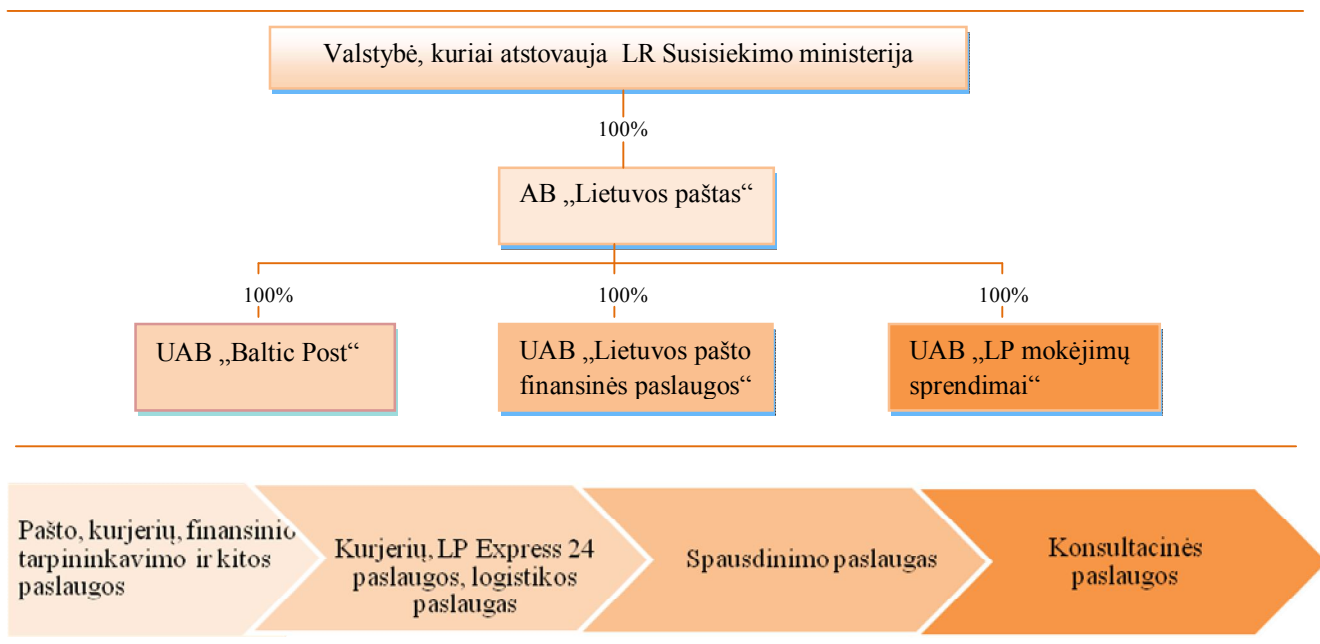 Valstybė, kuriai atstovauja LR Susisiekimo ministerija
100%
AB „Lietuvos paštas“
100%
100%
100%
UAB „Baltic Post“
UAB „Lietuvos pašto
finansinės paslaugos“
UAB „LP mokėjimų
sprendimai“
Pašto, kurjerių, finansinio
tarpininkavimo ir kitos
paslaugos
Kurjerių, LP Express 24
paslaugos, logistikos
paslaugas
Spausdinimo paslaugas
Konsultacinės
paslaugos